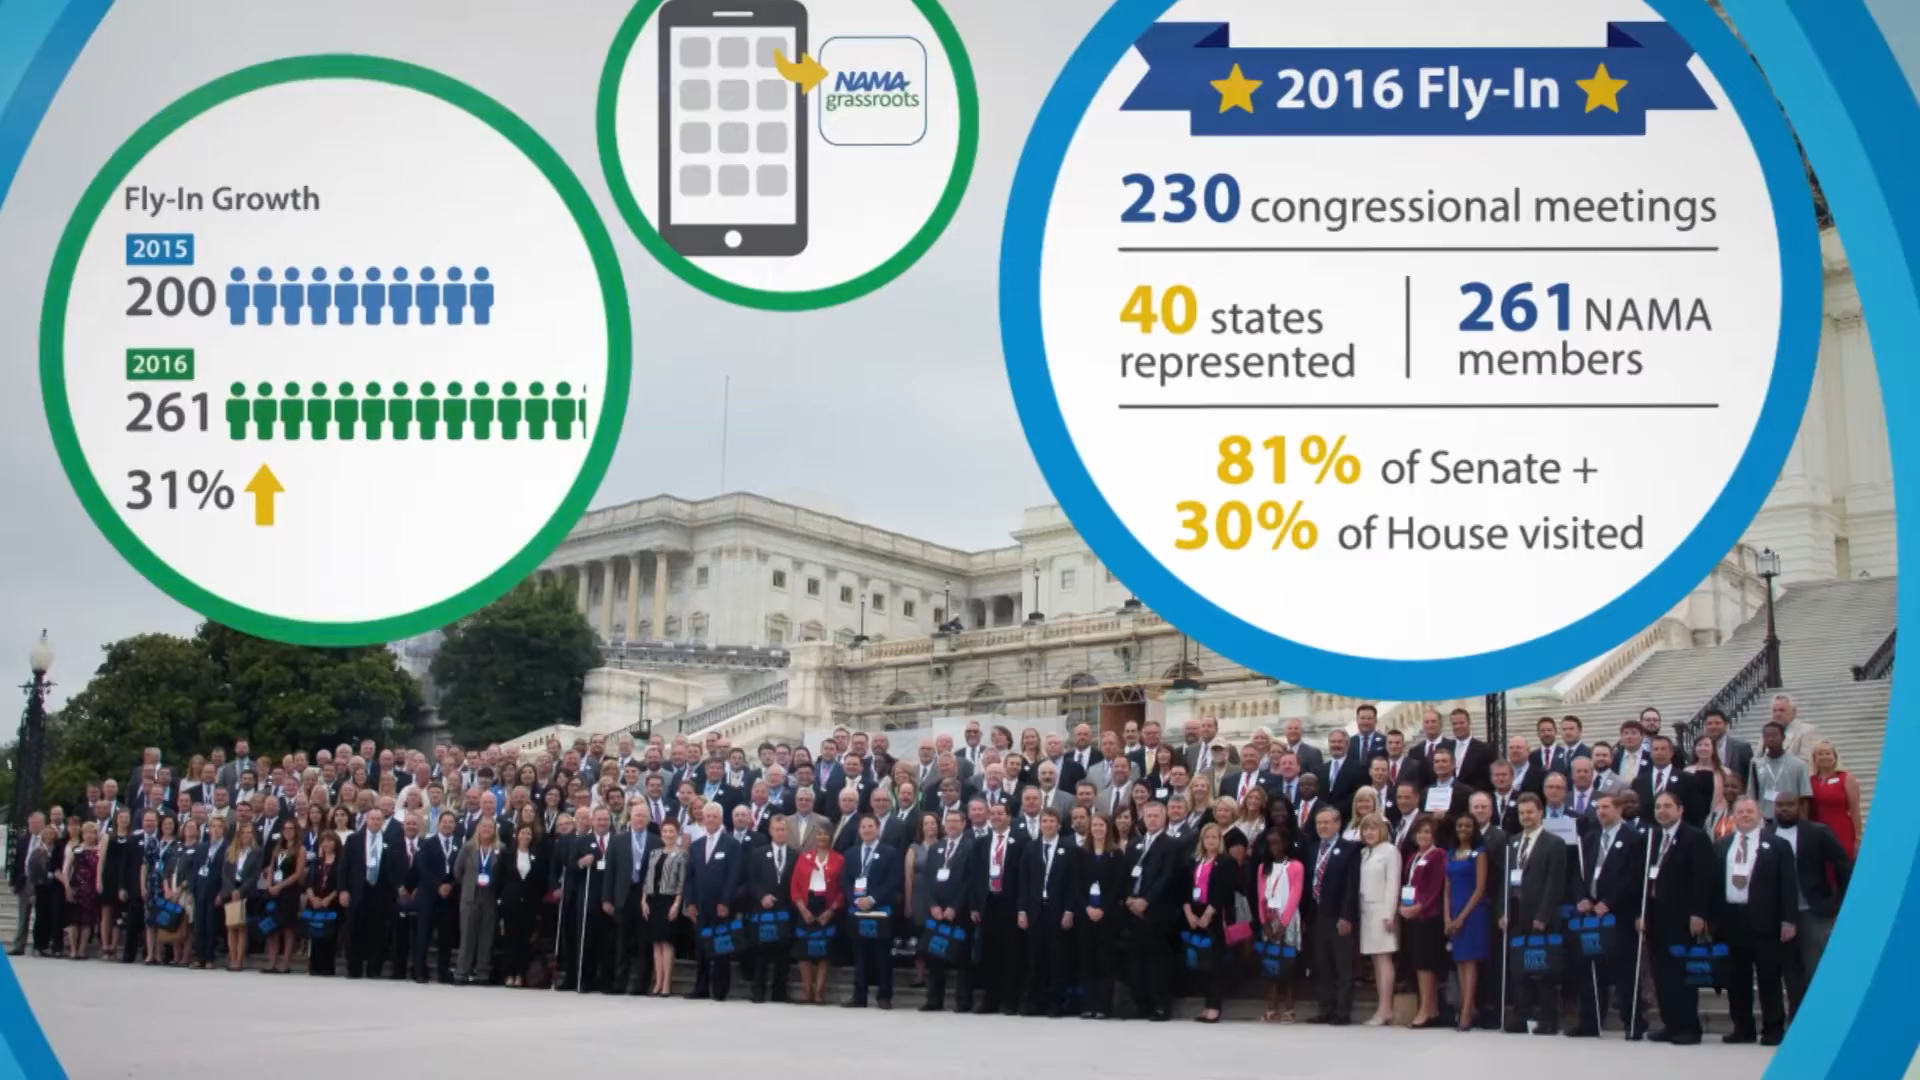 Fly-In Growth
2015
200
2016
261
31%
NAMA
grassroots
2016 Fly-In
230 congressional meetings
40 states
represented
261 NAMA
members
81% of Senate +
30% of House visited